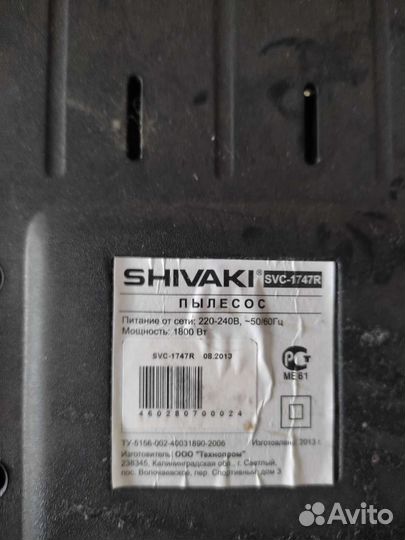 SHIVAKI® SVC-1747R
ПЫЛЕСОС
Питание от сети: 220-240В, ~50/60Гц
Мощность: 1800 Вт
SVC-1747R 08.2013
460280700024
РСТ
МЕ 61
ТУ-5156-002-40031890-2006 Изготовлено: 2013 г.
Изготовитель: ООО "Технопром"
238345, Калининградская обл., г. Светлый,
пос. Волочаевское, пер. Спортивный дом 3
Avito